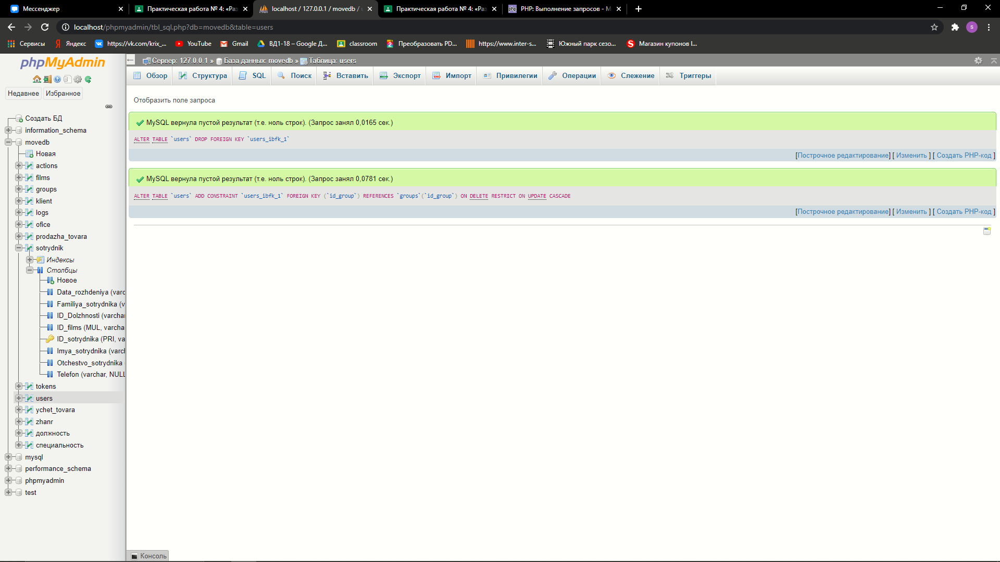 Мессенджер
Практическая работа № 4: «Раз
localhost / 127.0.0.1 / movedb /
Практическая работа № 4: «Раз
PHP: Выполнение запросов - M
localhost/phpmyadmin/tbl_sql.php?db=movedb&table=users
S
Сервисы
Яндекс
https://vk.com/krix_...
YouTube
Gmail
ВД1-18 – Google Д...
classroom
Преобразовать PD...
https://www.inter-s...
Южный парк сезо...
Магазин купонов I...
phpMyAdmin
Недавнее
Избранное
Создать БД
information_schema
movedb
Новая
actions
films
groups
klient
logs
ofice
prodazha_tovara
sotrydnik
Индексы
Столбцы
Новое
Data_rozhdeniya (varc
Familiya_sotrydnika (v
ID_Dolzhnosti (varcha
ID_films (MUL, varcha
ID_sotrydnika (PRI, va
Imya_sotrydnika (varch
Otchestvo_sotrydnika
Telefon (varchar, NULL
tokens
users
ychet_tovara
zhanr
должность
специальность
mysql
performance_schema
phpmyadmin
test
Сервер: 127.0.0.1 » База данных: movedb » Таблица: users
Обзор
Структура
SQL
Поиск
Вставить
Экспорт
Импорт
Привилегии
Операции
Слежение
Триггеры
Отобразить поле запроса
MySQL вернула пустой результат (т.е. ноль строк). (Запрос занял 0,0165 сек.)
ALTER TABLE `users` DROP FOREIGN KEY `users_ibfk_1`
[Построчное редактирование] [ Изменить ] [ Создать PHP-код ]
MySQL вернула пустой результат (т.е. ноль строк). (Запрос занял 0,0781 сек.)
ALTER TABLE `users` ADD CONSTRAINT `users_ibfk_1` FOREIGN KEY (`id_group`) REFERENCES `groups`(`id_group`) ON DELETE RESTRICT ON UPDATE CASCADE
[Построчное редактирование] [ Изменить ] [ Создать PHP-код ]
Консоль